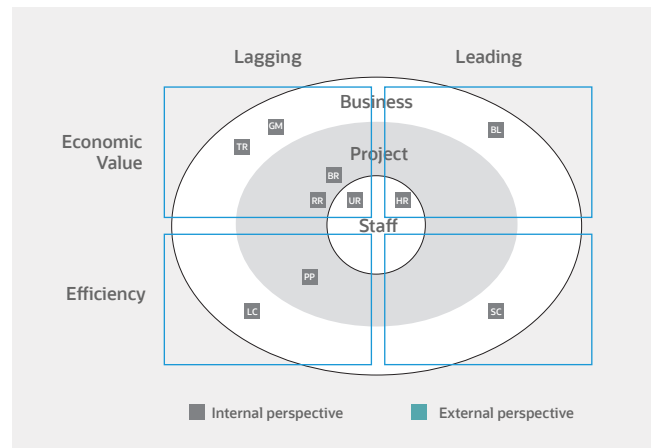 Lagging
Leading
Business
GM
TR
BL
Economic
Value
Project
BR
RR
UR
HR
Staff
PP
Efficiency
LC
SC
Internal perspective
External perspective